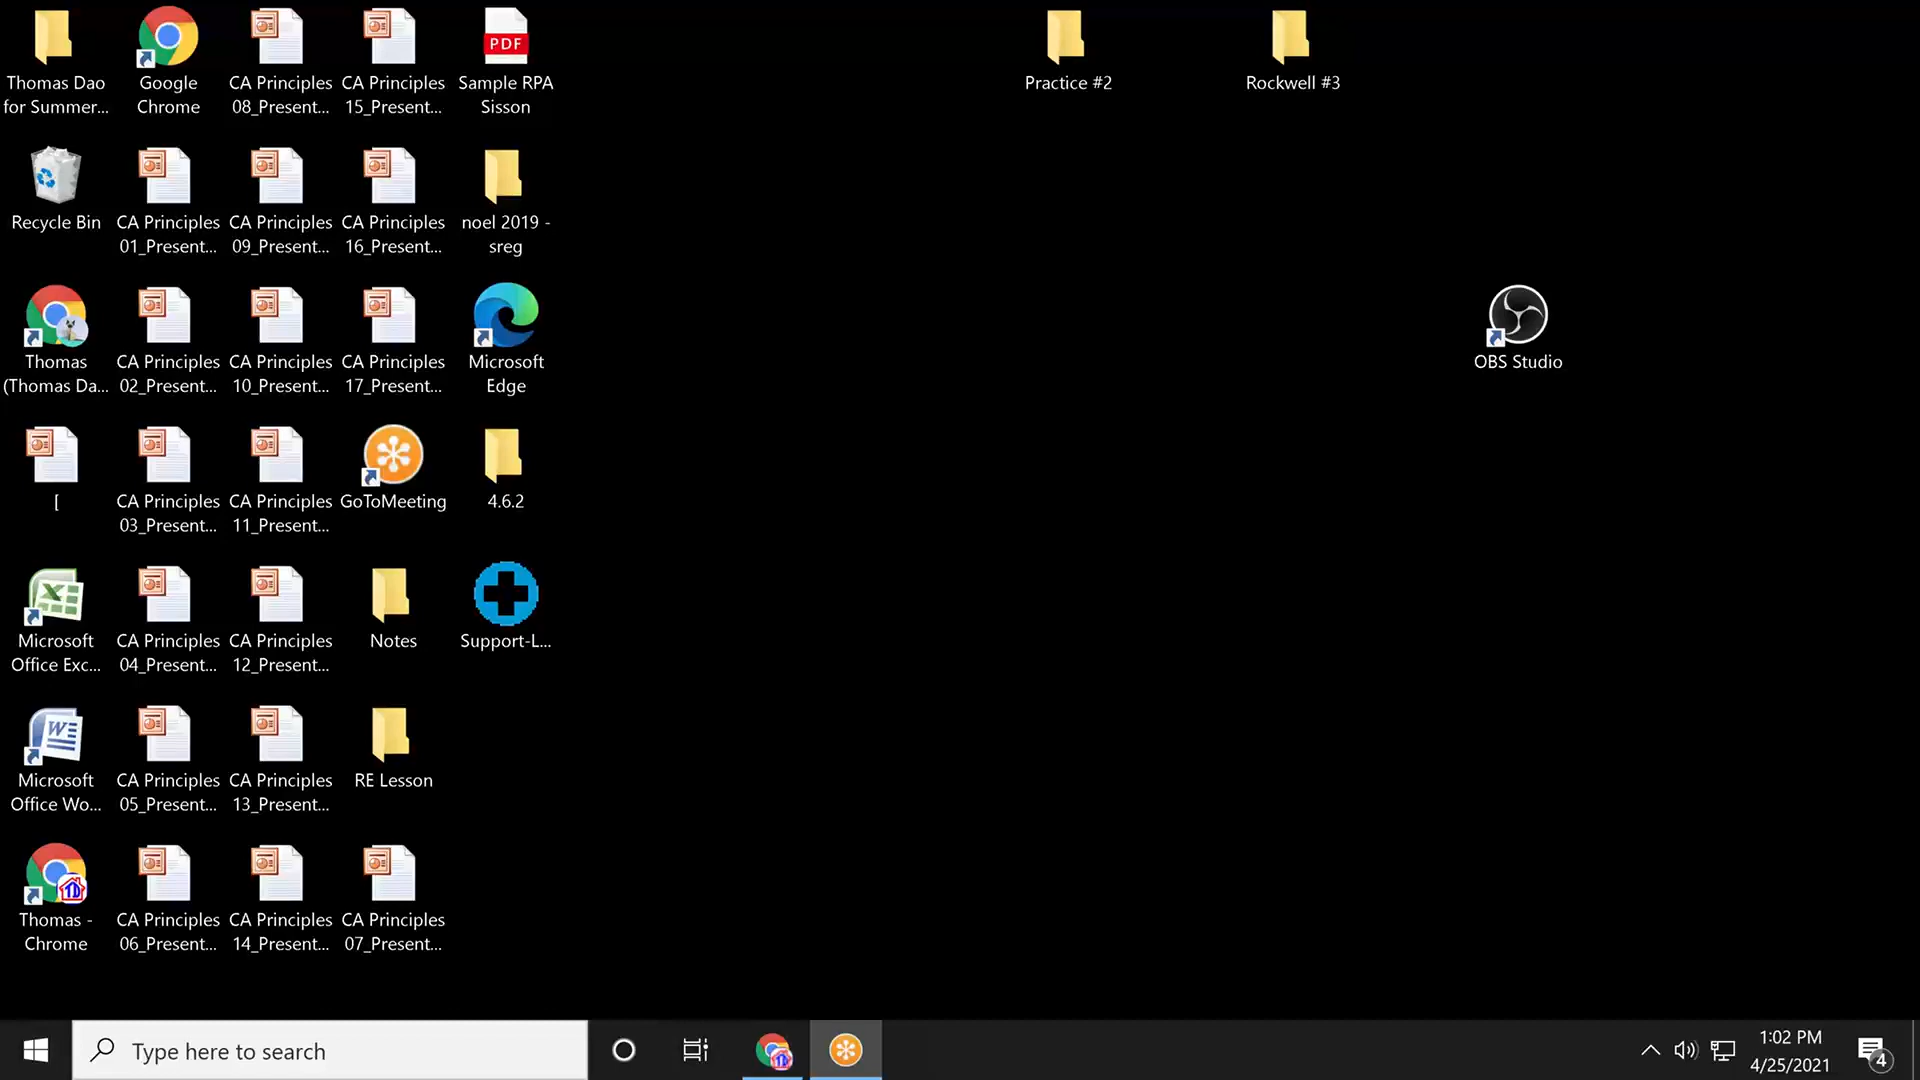 Thomas Dao
for Summer...
Google
Chrome
CA Principles
08_Present...
CA Principles
15_Present...
PDF
Sample RPA
Sisson
Practice #2
Rockwell #3
Recycle Bin
CA Principles
01_Present...
CA Principles
09_Present...
CA Principles
16_Present...
noel 2019 -
sreg
Thomas
(Thomas Da...
CA Principles
02_Present...
CA Principles
10_Present...
CA Principles
17_Present...
Microsoft
Edge
OBS Studio
[
CA Principles
03_Present...
CA Principles
11_Present...
GoToMeeting
4.6.2
Microsoft
Office Exc...
CA Principles
04_Present...
CA Principles
12_Present...
Notes
Support-L...
Microsoft
Office Wo...
CA Principles
05_Present...
CA Principles
13_Present...
RE Lesson
Thomas -
Chrome
CA Principles
06_Present...
CA Principles
14_Present...
CA Principles
07_Present...
Type here to search
1:02 PM
4/25/2021
4